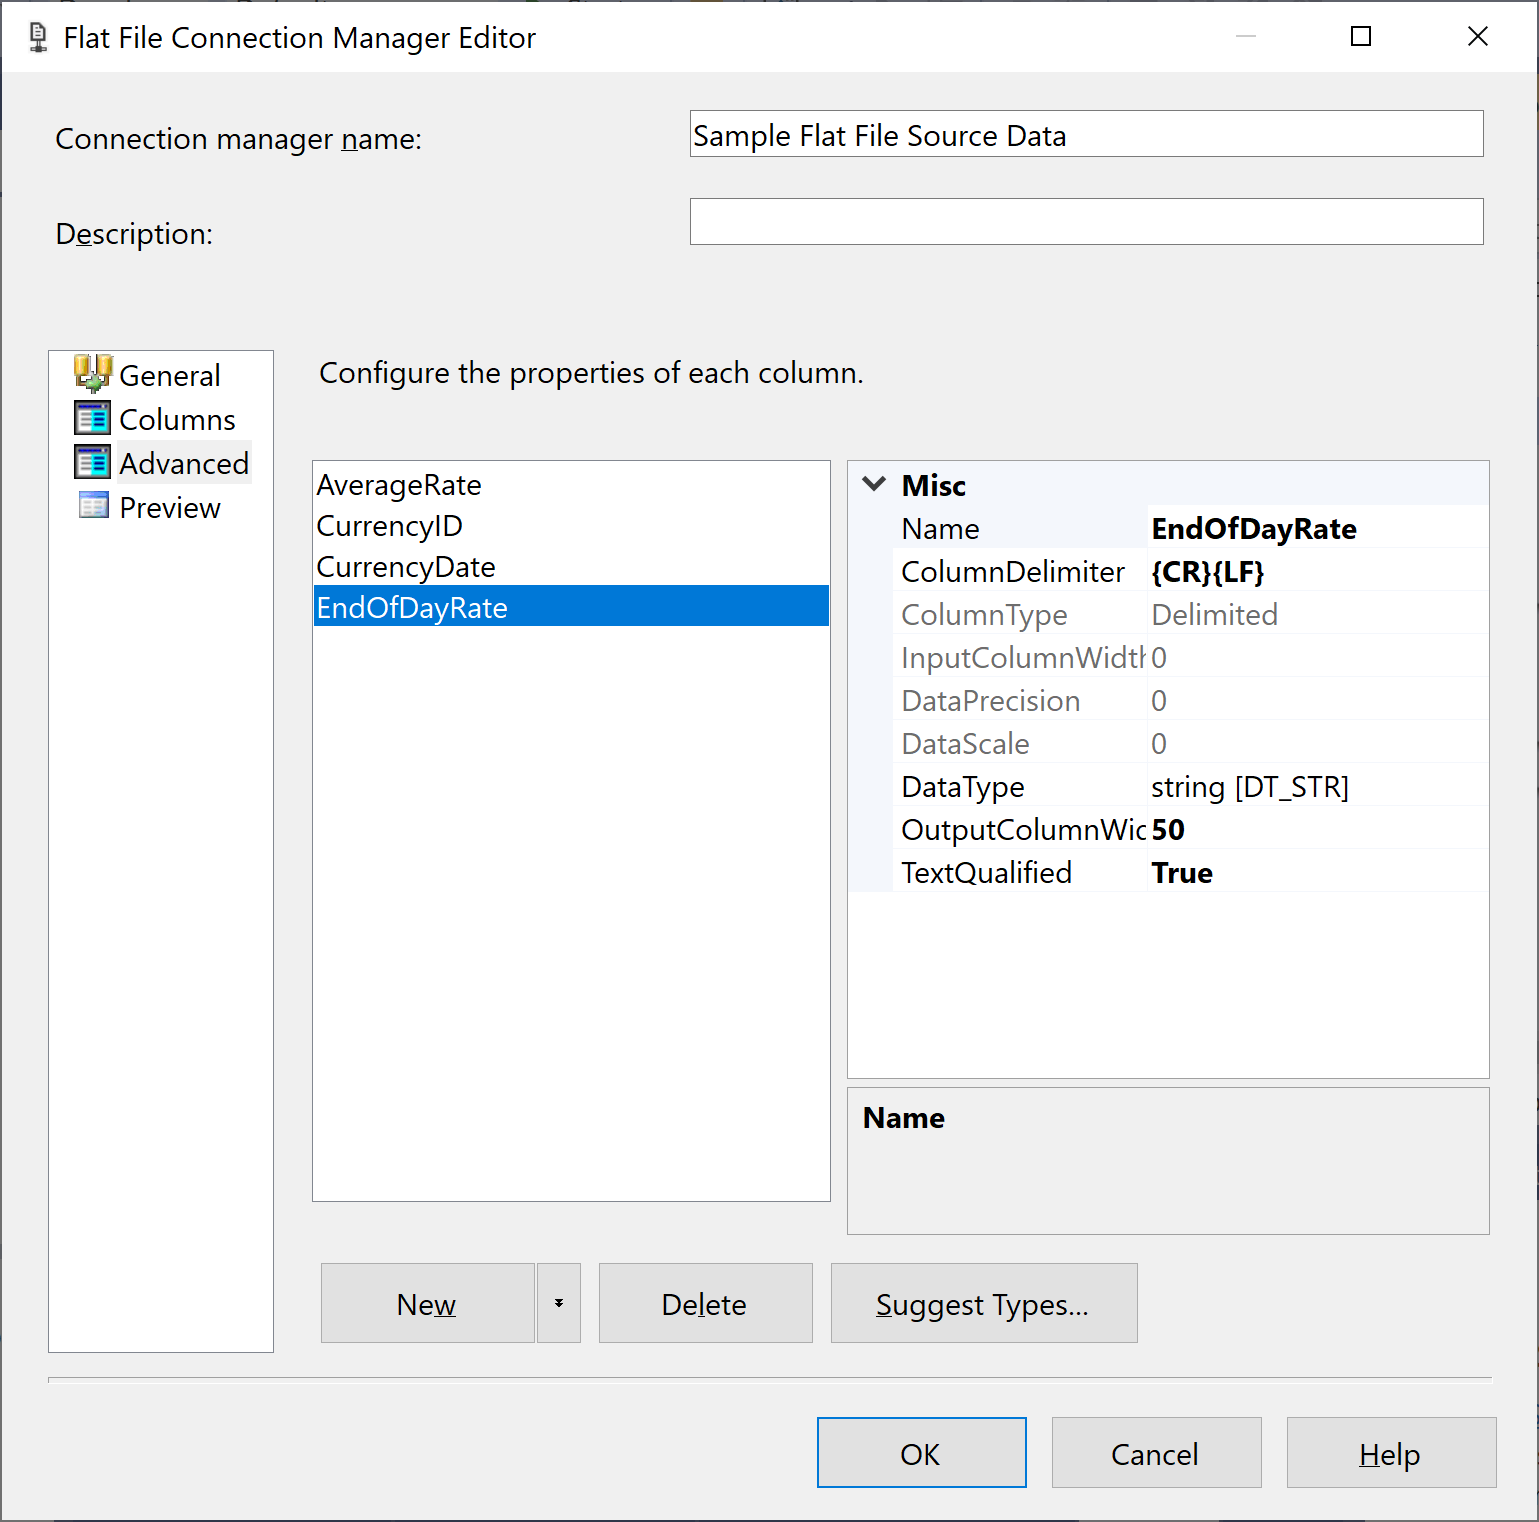 Flat File Connection Manager Editor
Connection manager name:
Sample Flat File Source Data
Description:
General
Columns
Advanced
Preview
Configure the properties of each column.
AverageRate
CurrencyID
CurrencyDate
EndOfDayRate
Misc
Name EndOfDayRate
ColumnDelimiter {CR}{LF}
ColumnType Delimited
InputColumnWidth 0
DataPrecision 0
DataScale 0
DataType string [DT_STR]
OutputColumnWid 50
TextQualified True
Name
New
Delete
Suggest Types...
OK
Cancel
Help